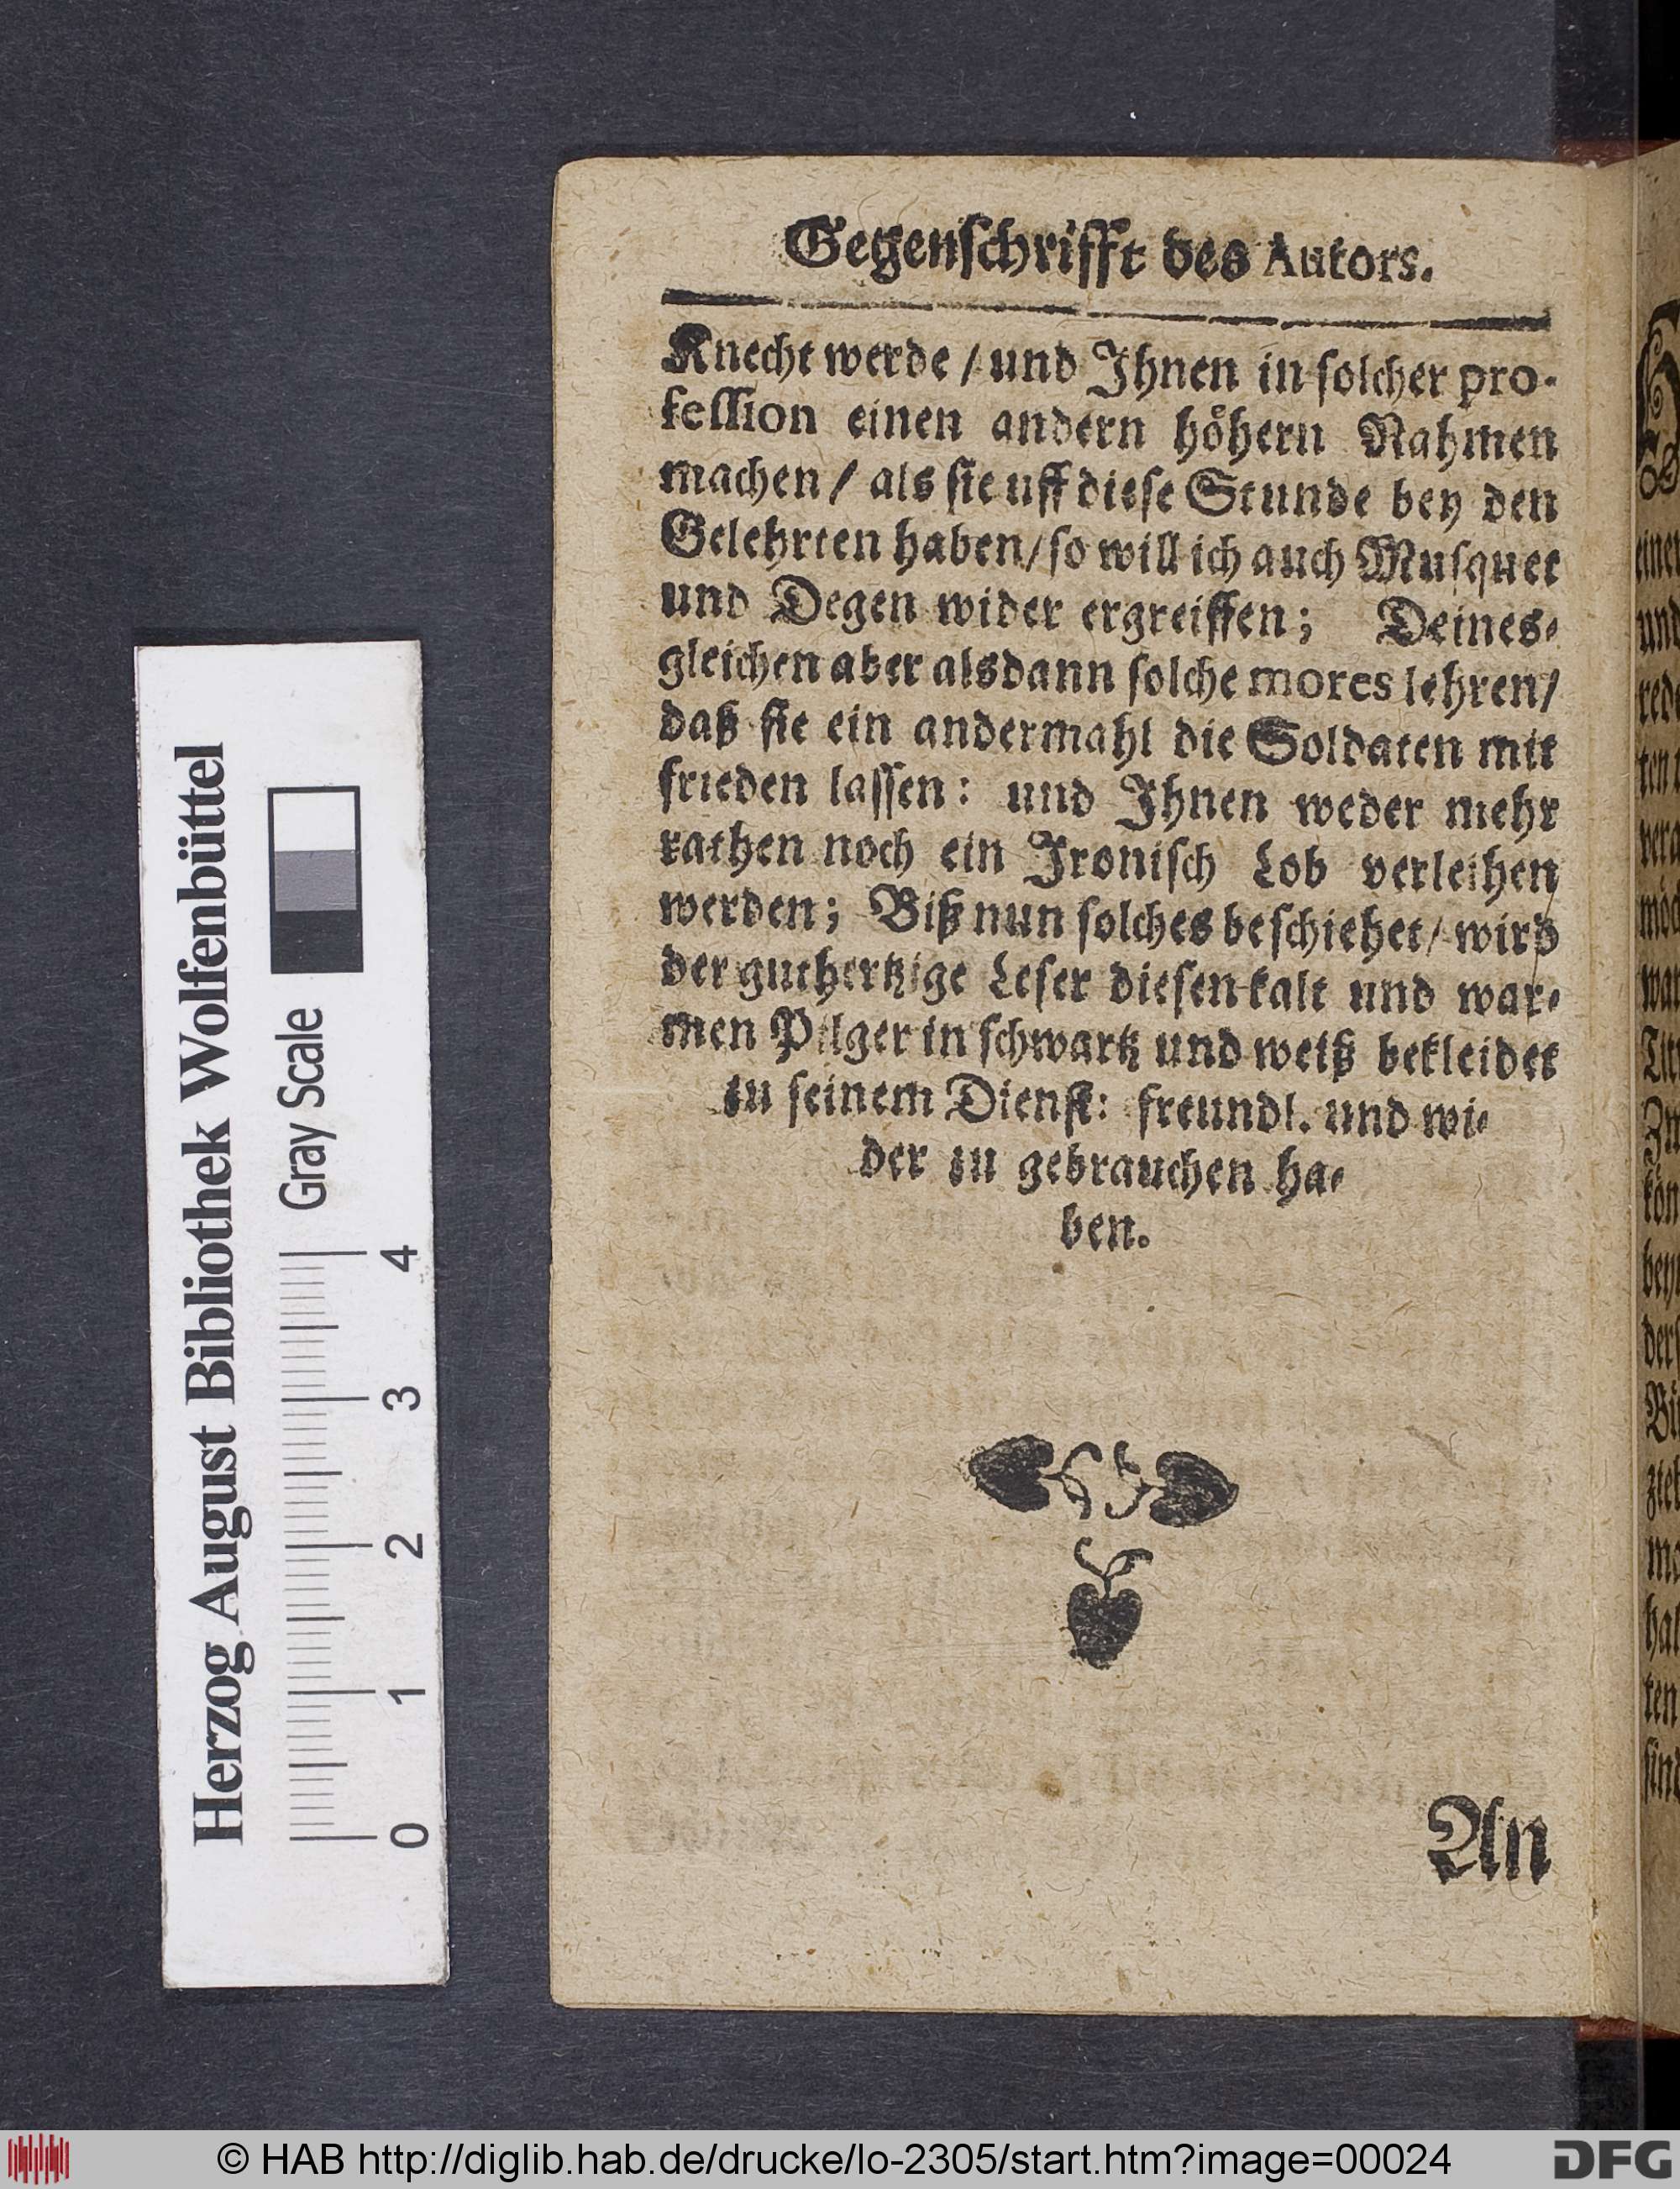 Gegenschrifft des Autors.
Knecht werde / und Ihnen in solcher pro-
fession einen andern höhern Nahmen
machen / als sie uff diese Stunde bey den
Gelehrten haben / so will ich auch Musquet
und Degen wider ergreiffen; Deines-
gleichen aber alsdann solche mores lehren /
daß sie ein andermahl die Soldaten mit
frieden lassen: und Ihnen weder mehr
rathen noch ein Ironisch Lob verleihen
werden; Biß nun solches beschiehet / wird
der guthertzige Leser diesen kalt und war-
men Pilger in schwartz und weiß bekleidet
zu seinem Dienst: freundl. und wi-
der zu gebrauchen ha-
ben.
An
Herzog August Bibliothek Wolfenbüttel
Gray Scale
0 1 2 3 4
einen
und
© HAB http://diglib.hab.de/drucke/lo-2305/start.htm?image=00024
DFG